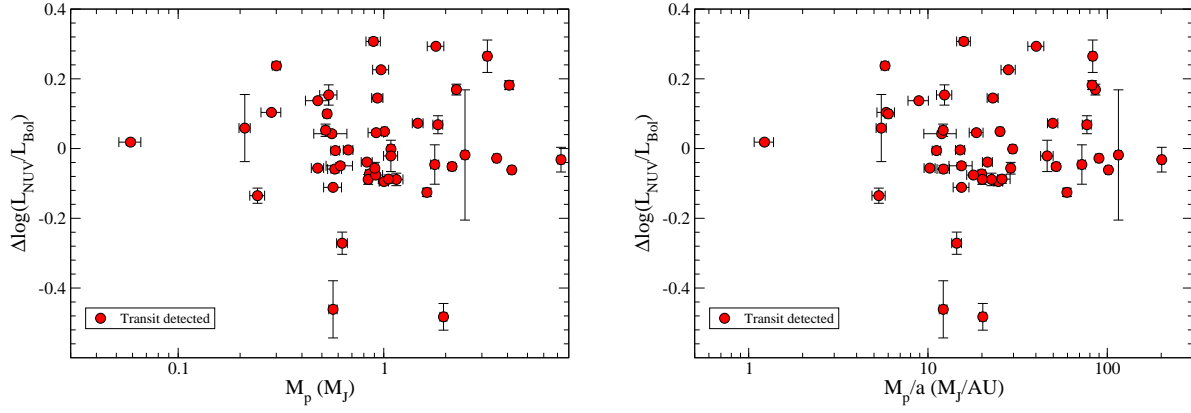 0.4
0.2
0
-0.2
-0.4
Δlog(L_NUV/L_Bol)
Transit detected
0.1
1
M_p (M_J)
0.4
0.2
0
-0.2
-0.4
Δlog(L_NUV/L_Bol)
Transit detected
1
10
100
M_p/a (M_J/AU)